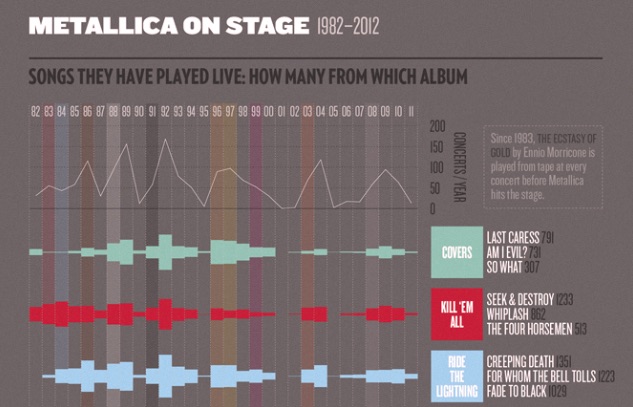 METALLICA ON STAGE 1982–2012
SONGS THEY HAVE PLAYED LIVE: HOW MANY FROM WHICH ALBUM
82 83 84 85 86 87 88 89 90 91 92 93 94 95 96 97 98 99 00 01 02 03 04 05 06 07 08 09 10 11
200
150
100
50
0
CONCERTS / YEAR
Since 1983, THE ECSTASY OF
GOLD by Ennio Morricone is
played from tape at every
concert before Metallica
hits the stage.
COVERS
LAST CARESS 791
AM I EVIL? 731
SO WHAT 307
KILL 'EM
ALL
SEEK & DESTROY 1233
WHIPLASH 862
THE FOUR HORSEMEN 513
RIDE
THE
LIGHTNING
CREEPING DEATH 1351
FOR WHOM THE BELL TOLLS 1223
FADE TO BLACK 1029